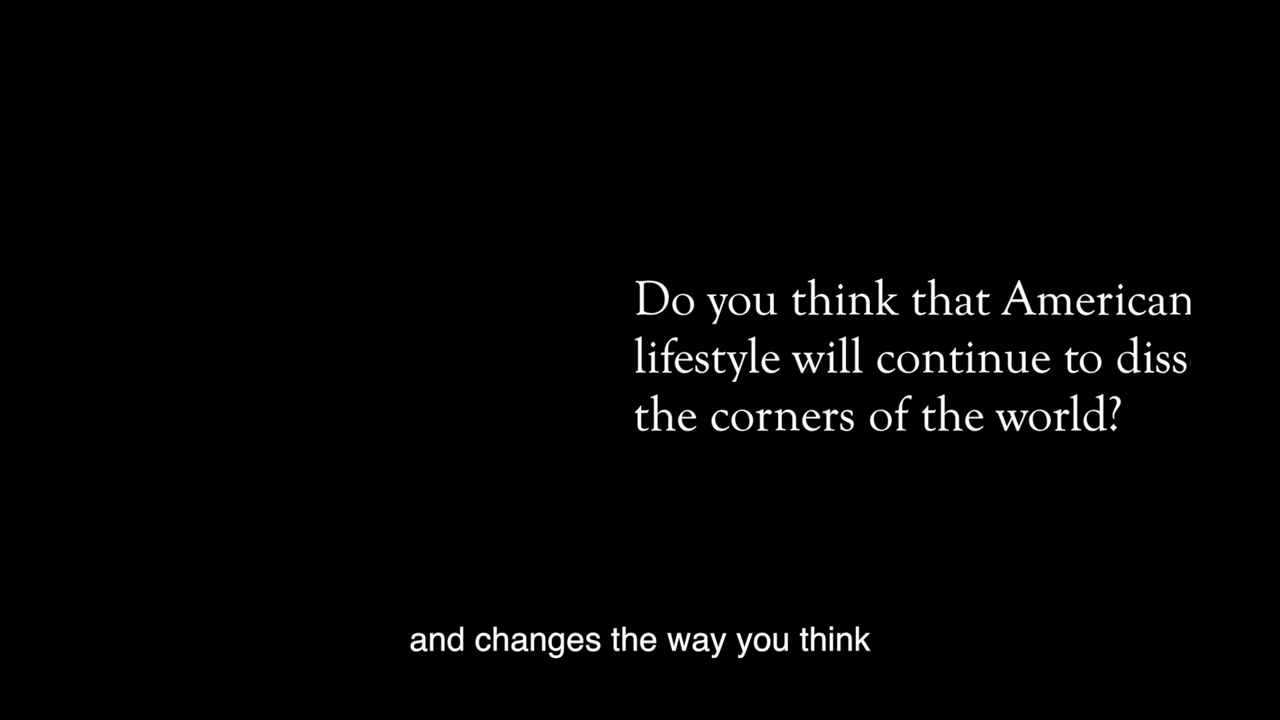 Do you think that American
lifestyle will continue to diss
the corners of the world?
and changes the way you think